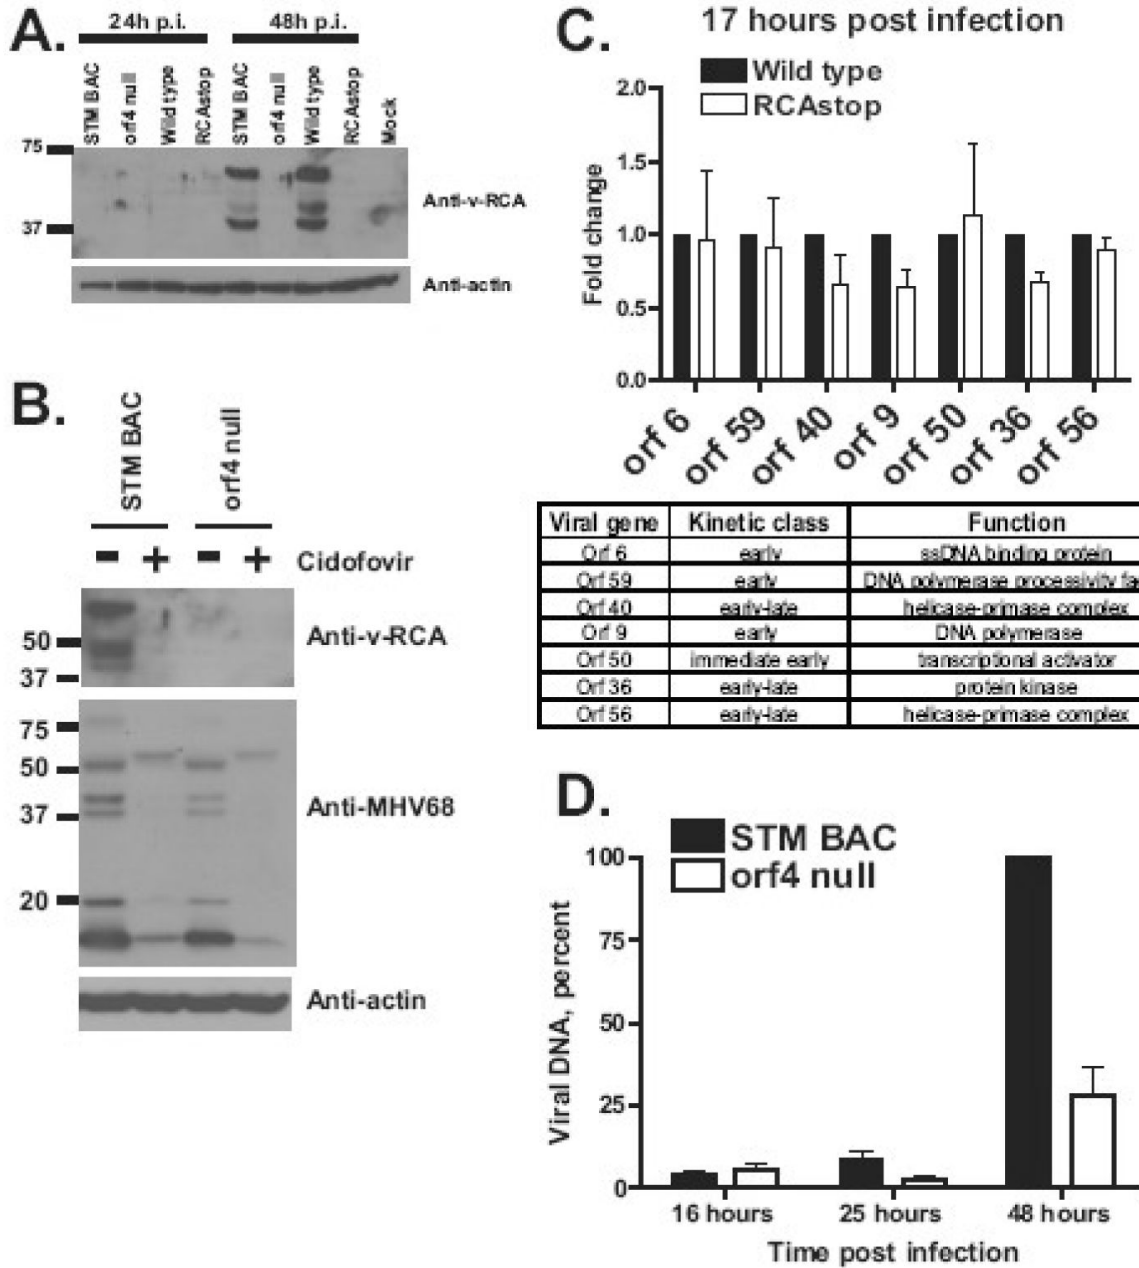 A.
24h p.i. 48h p.i.
STM BAC orf4 null Wild type RCAstop STM BAC orf4 null Wild type RCAstop Mock
75
37
Anti-v-RCA
Anti-actin
B.
STM BAC orf4 null
- + - + Cidofovir
50
37
Anti-v-RCA
75
50
37
20
Anti-MHV68
Anti-actin
C.
17 hours post infection
Wild type
RCAstop
Fold change
2.0
1.5
1.0
0.5
0.0
orf 6 orf 59 orf 40 orf 9 orf 50 orf 36 orf 56
Viral gene Kinetic class Function
Orf 6 early ssDNA binding protein
Orf 59 early DNA polymerase processivity fa
Orf 40 early-late helicase-primase complex
Orf 9 early DNA polymerase
Orf 50 immediate early transcriptional activator
Orf 36 early-late protein kinase
Orf 56 early-late helicase-primase complex
D.
STM BAC
orf4 null
Viral DNA, percent
100
75
50
25
0
16 hours 25 hours 48 hours
Time post infection